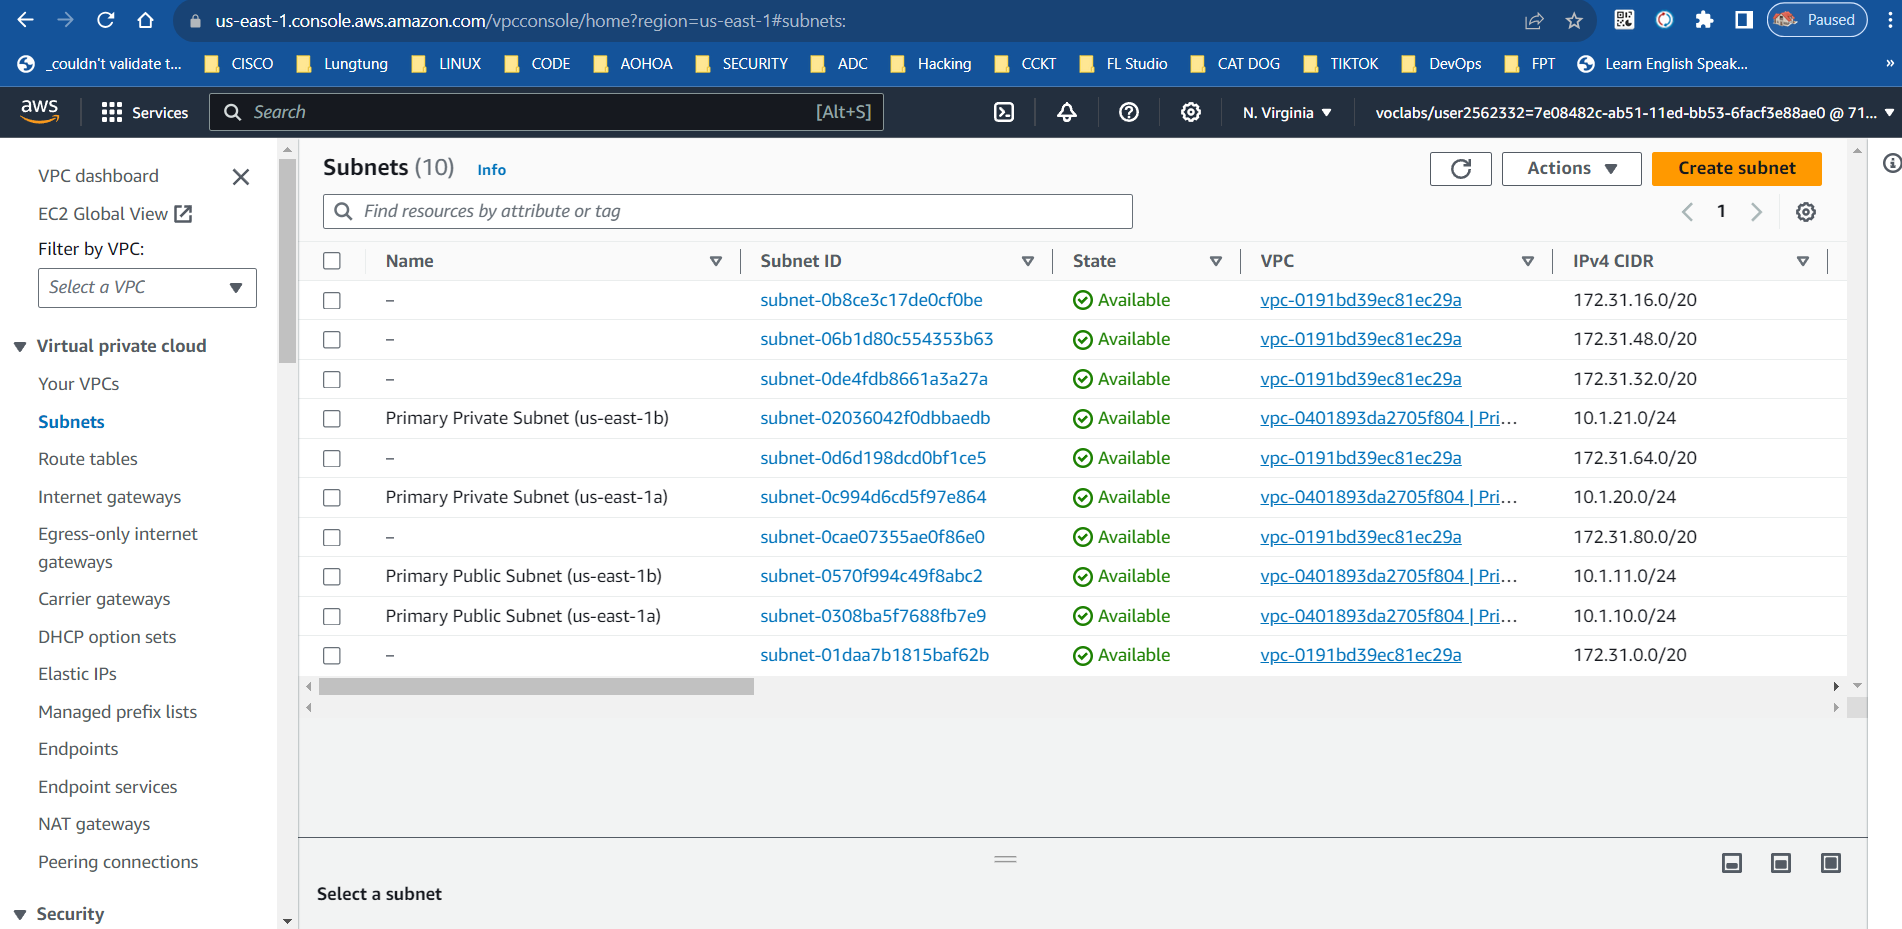 us-east-1.console.aws.amazon.com/vpcconsole/home?region=us-east-1#subnets:
Paused
_couldn't validate t...
CISCO
Lungtung
LINUX
CODE
AOHOA
SECURITY
ADC
Hacking
CCKT
FL Studio
CAT DOG
TIKTOK
DevOps
FPT
Learn English Speak...
»
aws
Services
Search
[Alt+S]
N. Virginia
voclabs/user2562332=7e08482c-ab51-11ed-bb53-6facf3e88ae0 @ 71...
VPC dashboard
EC2 Global View
Filter by VPC:
Select a VPC
Virtual private cloud
Your VPCs
Subnets
Route tables
Internet gateways
Egress-only internet
gateways
Carrier gateways
DHCP option sets
Elastic IPs
Managed prefix lists
Endpoints
Endpoint services
NAT gateways
Peering connections
Security
Subnets (10) Info
Actions
Create subnet
Find resources by attribute or tag
1
Name Subnet ID State VPC IPv4 CIDR
– subnet-0b8ce3c17de0cf0be Available vpc-0191bd39ec81ec29a 172.31.16.0/20
– subnet-06b1d80c554353b63 Available vpc-0191bd39ec81ec29a 172.31.48.0/20
– subnet-0de4fdb8661a3a27a Available vpc-0191bd39ec81ec29a 172.31.32.0/20
Primary Private Subnet (us-east-1b) subnet-02036042f0dbbaedb Available vpc-0401893da2705f804 | Pri... 10.1.21.0/24
– subnet-0d6d198dcd0bf1ce5 Available vpc-0191bd39ec81ec29a 172.31.64.0/20
Primary Private Subnet (us-east-1a) subnet-0c994d6cd5f97e864 Available vpc-0401893da2705f804 | Pri... 10.1.20.0/24
– subnet-0cae07355ae0f86e0 Available vpc-0191bd39ec81ec29a 172.31.80.0/20
Primary Public Subnet (us-east-1b) subnet-0570f994c49f8abc2 Available vpc-0401893da2705f804 | Pri... 10.1.11.0/24
Primary Public Subnet (us-east-1a) subnet-0308ba5f7688fb7e9 Available vpc-0401893da2705f804 | Pri... 10.1.10.0/24
– subnet-01daa7b1815baf62b Available vpc-0191bd39ec81ec29a 172.31.0.0/20
Select a subnet